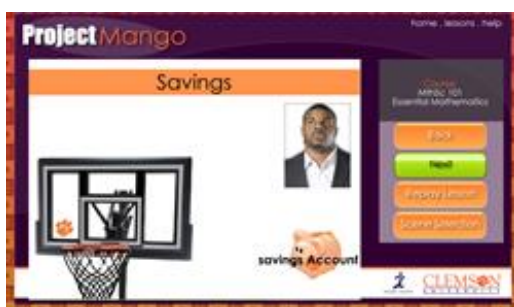 home . lessons . help
Project Mango
Savings
Course:
MthSc 101
Essential Mathematics
Back
Next
Replay Lesson
Scene Selection
savings Account
CLEMSON